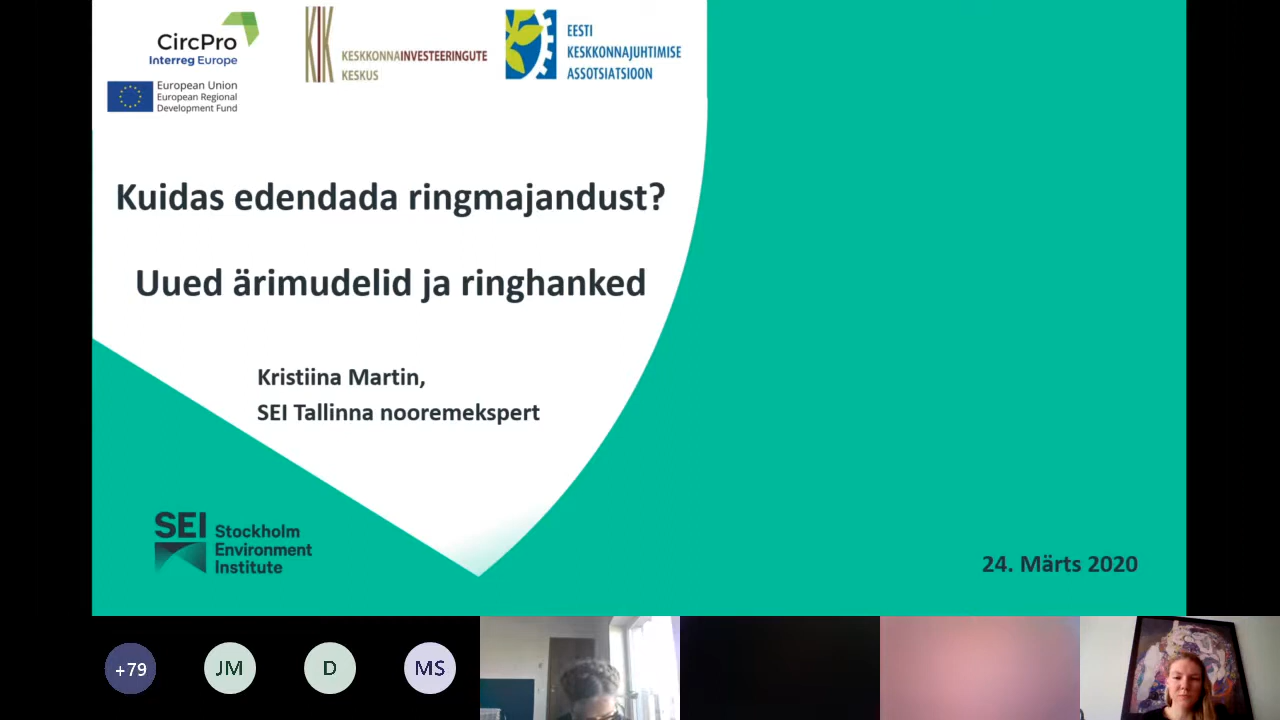 CircPro
Interreg Europe
European Union
European Regional
Development Fund
KESKKONNAINVESTEERINGUTE
KESKUS
EESTI
KESKKONNAJUHTIMISE
ASSOTSIATSIOON
Kuidas edendada ringmajandust?
Uued ärimudelid ja ringhanked
Kristiina Martin,
SEI Tallinna nooremekspert
SEI Stockholm
Environment
Institute
24. Märts 2020
+79
JM
D
MS